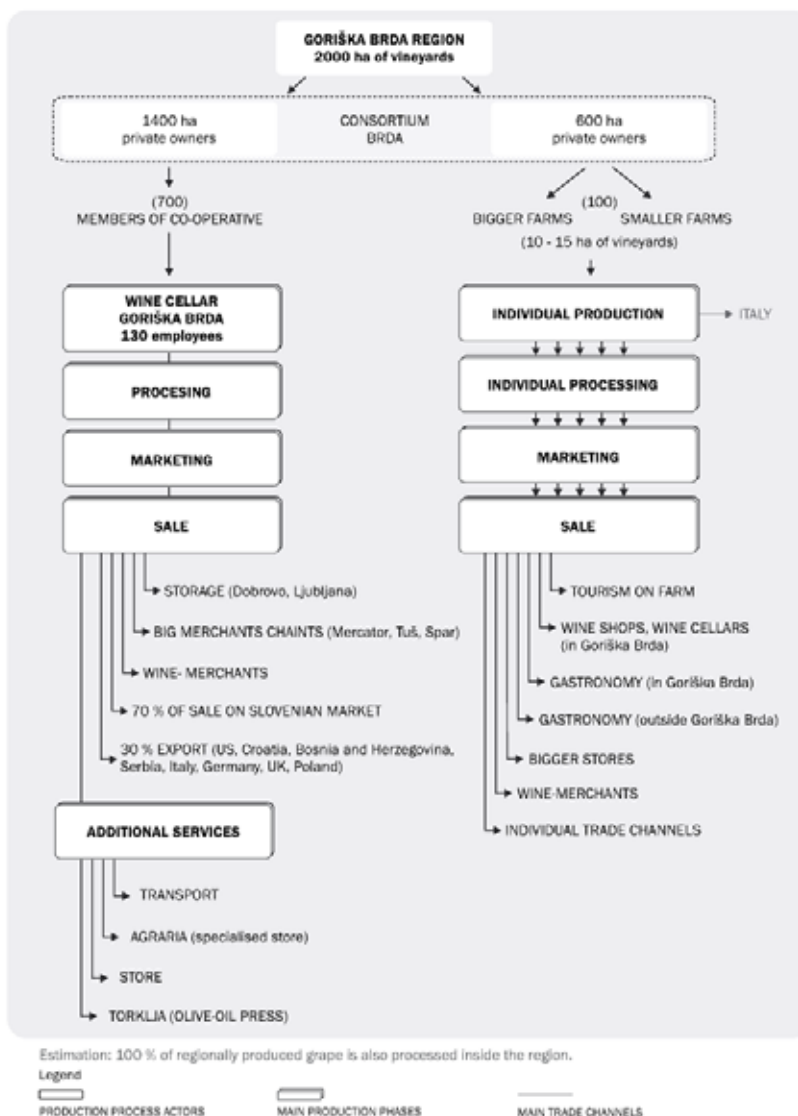 GORIŠKA BRDA REGION
2000 ha of vineyards
1400 ha
private owners
CONSORTIUM
BRDA
600 ha
private owners
(700)
MEMBERS OF CO-OPERATIVE
(100)
BIGGER FARMS
SMALLER FARMS
(10 - 15 ha of vineyards)
WINE CELLAR
GORIŠKA BRDA
130 employees
PROCESING
MARKETING
SALE
INDIVIDUAL PRODUCTION
ITALY
INDIVIDUAL PROCESSING
MARKETING
SALE
STORAGE (Dobrovo, Ljubljana)
BIG MERCHANTS CHAINTS (Mercator, Tuš, Spar)
WINE- MERCHANTS
70 % OF SALE ON SLOVENIAN MARKET
30 % EXPORT (US, Croatia, Bosnia and Herzegovina,
Serbia, Italy, Germany, UK, Poland)
TOURISM ON FARM
WINE SHOPS, WINE CELLARS
(in Goriška Brda)
GASTRONOMY (in Goriška Brda)
GASTRONOMY (outside Goriška Brda)
BIGGER STORES
WINE-MERCHANTS
INDIVIDUAL TRADE CHANNELS
ADDITIONAL SERVICES
TRANSPORT
AGRARIA (specialised store)
STORE
TORKLJA (OLIVE-OIL PRESS)
Estimation: 100 % of regionally produced grape is also processed inside the region.
Legend
PRODUCTION PROCESS ACTORS
MAIN PRODUCTION PHASES
MAIN TRADE CHANNELS